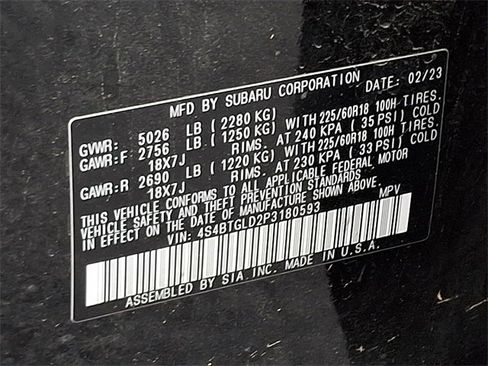 MFD BY SUBARU CORPORATION DATE: 02/23
GVWR: 5026 LB (2280 KG)
GAWR:F 2756 LB (1250 KG) WITH 225/60R18 100H TIRES.
18X7J RIMS. AT 240 KPA (35 PSI) COLD
GAWR:R 2690 LB (1220 KG) WITH 225/60R18 100H TIRES.
18X7J RIMS. AT 230 KPA (33 PSI) COLD
THIS VEHICLE CONFORMS TO ALL APPLICABLE FEDERAL MOTOR
VEHICLE SAFETY AND THEFT PREVENTION STANDARDS
IN EFFECT ON THE DATE OF MANUFACTURE SHOWN ABOVE.
VIN: 4S4BTGLD2P3180593 MPV
ASSEMBLED BY SIA.INC. MADE IN U.S.A.